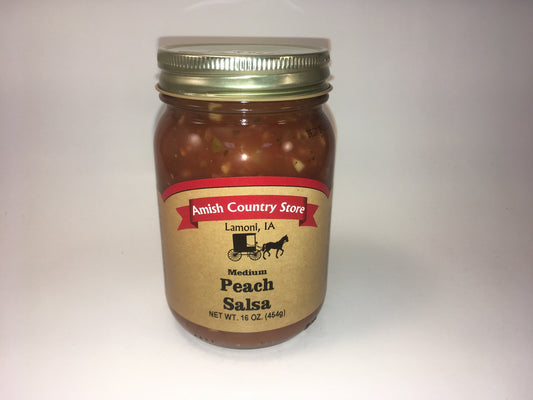 Amish Country Store
Lamoni, IA
Medium
Peach
Salsa
NET WT. 16 OZ. (454g)